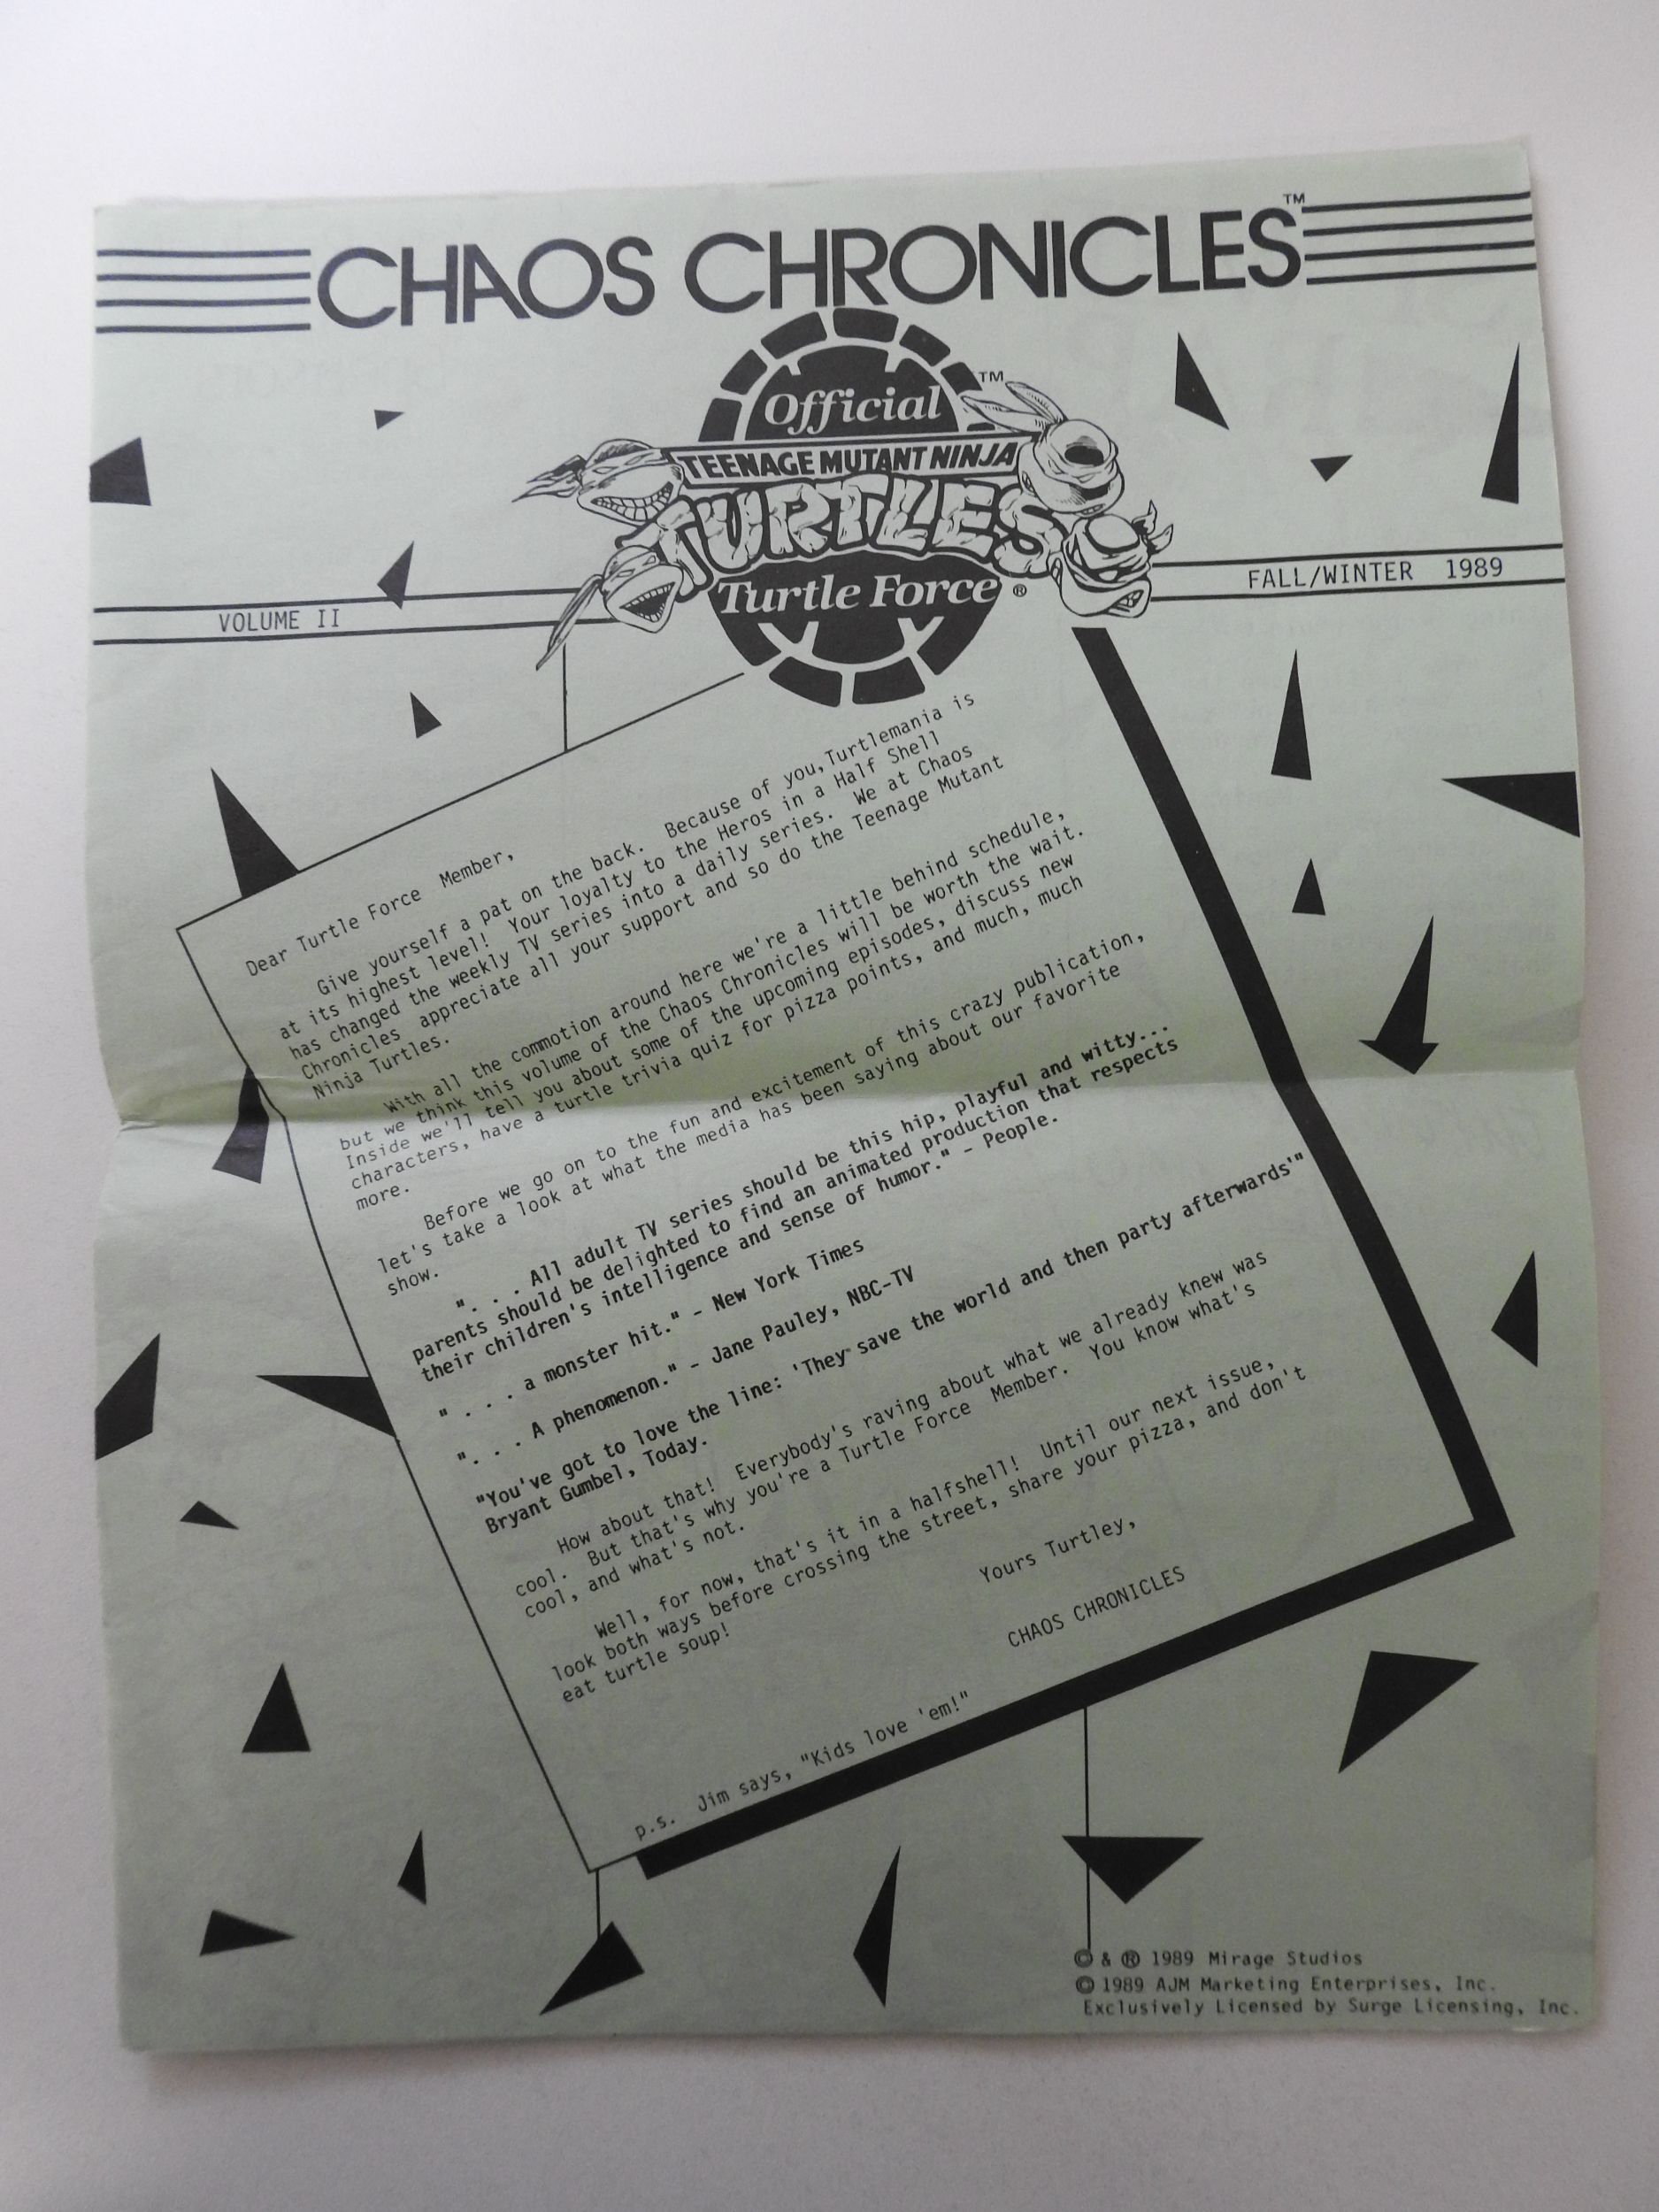 CHAOS CHRONICLES™
Official ™
TEENAGE MUTANT NINJA
TURTLES
Turtle Force ®
VOLUME II
FALL/WINTER 1989
Dear Turtle Force Member,
Give yourself a pat on the back. Because of you, Turtlemania is
at its highest level! Your loyalty to the Heros in a Half Shell
has changed the weekly TV series into a daily series. We at Chaos
Chronicles appreciate all your support and so do the Teenage Mutant
Ninja Turtles.
With all the commotion around here we're a little behind schedule,
but we think this volume of the Chaos Chronicles will be worth the wait.
Inside we'll tell you about some of the upcoming episodes, discuss new
characters, have a turtle trivia quiz for pizza points, and much, much
more.
Before we go on to the fun and excitement of this crazy publication,
let's take a look at what the media has been saying about our favorite
show.
". . . All adult TV series should be this hip, playful and witty...
parents should be delighted to find an animated production that respects
their children's intelligence and sense of humor." - People.
" . . . a monster hit." - New York Times
". . . A phenomenon." - Jane Pauley, NBC-TV
"You've got to love the line: 'They save the world and then party afterwards'"
Bryant Gumbel, Today.
How about that! Everybody's raving about what we already knew was
cool. But that's why you're a Turtle Force Member. You know what's
cool, and what's not.
Well, for now, that's it in a halfshell! Until our next issue,
look both ways before crossing the street, share your pizza, and don't
eat turtle soup!
Yours Turtley,
CHAOS CHRONICLES
p.s. Jim says, "Kids love 'em!"
© & ® 1989 Mirage Studios
© 1989 AJM Marketing Enterprises, Inc.
Exclusively Licensed by Surge Licensing, Inc.